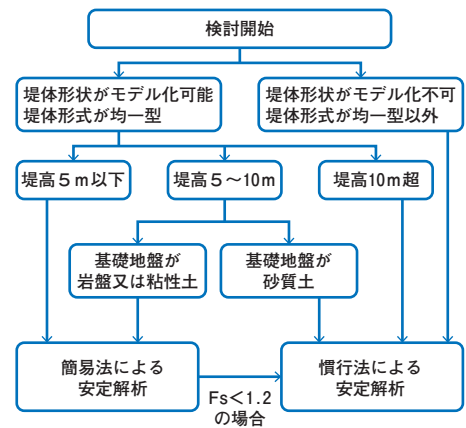 検討開始
堤体形状がモデル化可能
堤体形式が均一型
堤体形状がモデル化不可
堤体形式が均一型以外
堤高5m以下
堤高5～10m
堤高10m超
基礎地盤が
岩盤又は粘性土
基礎地盤が
砂質土
簡易法による
安定解析
Fs＜1.2
の場合
慣行法による
安定解析